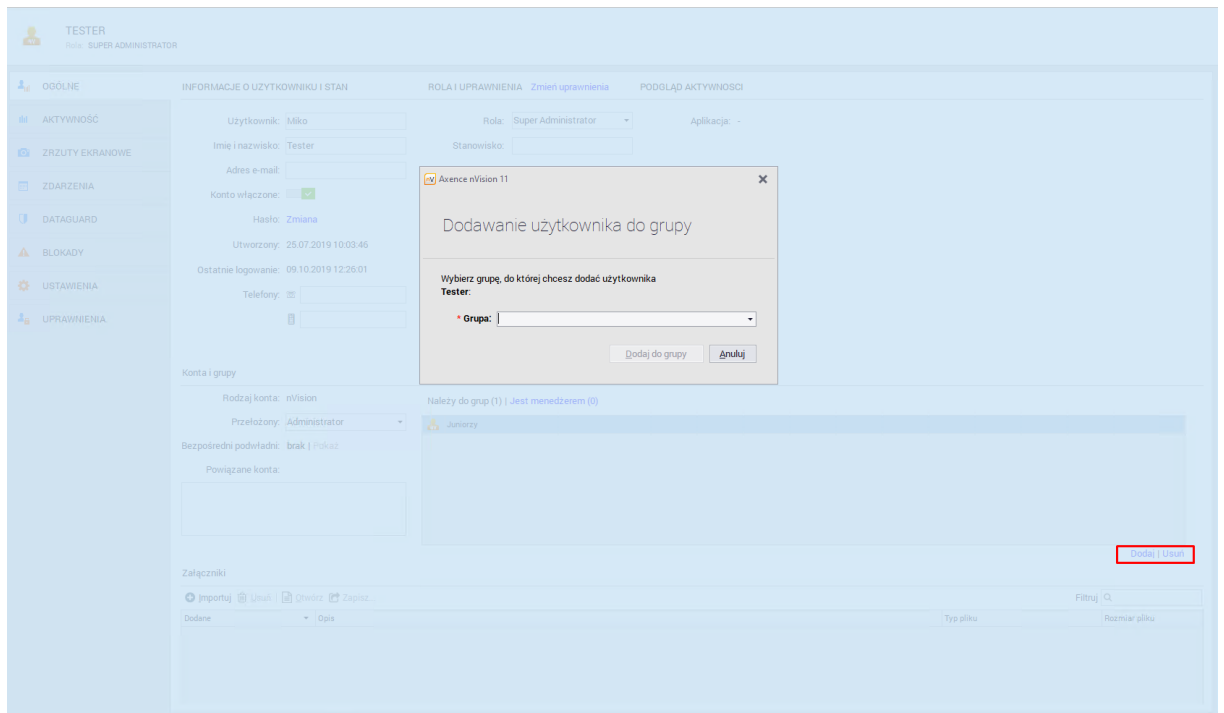 TESTER
Rola: SUPER ADMINISTRATOR
OGÓLNE
AKTYWNOŚĆ
ZRZUTY EKRANOWE
ZDARZENIA
DATAGUARD
BLOKADY
USTAWIENIA
UPRAWNIENIA
INFORMACJE O UŻYTKOWNIKU I STAN
ROLA I UPRAWNIENIA Zmień uprawnienia
PODGLĄD AKTYWNOŚCI
Użytkownik: Miko
Rola: Super Administrator
Aplikacja: -
Imię i nazwisko: Tester
Stanowisko:
Adres e-mail:
Konto włączone:
Hasło: Zmiana
Utworzony: 25.07.2019 10:03:46
Ostatnie logowanie: 09.10.2019 12:26:01
Telefony:
Axence nVision 11
Dodawanie użytkownika do grupy
Wybierz grupę, do której chcesz dodać użytkownika
Tester:
* Grupa:
Dodaj do grupy
Anuluj
Konta i grupy
Rodzaj konta: nVision
Należy do grup (1) | Jest menedżerem (0)
Przełożony: Administrator
Juniorzy
Bezpośredni podwładni: brak | Pokaż
Powiązane konta:
Dodaj | Usuń
Załączniki
Importuj Usuń | Otwórz Zapisz...
Filtruj
Dodane Opis Typ pliku Rozmiar pliku